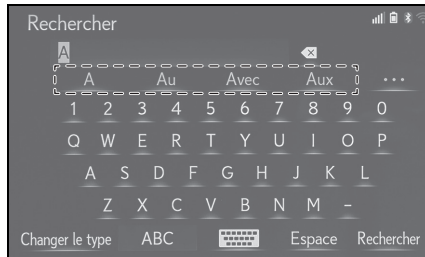 Rechercher
A
A Au Avec Aux ...
1 2 3 4 5 6 7 8 9 0
Q W E R T Y U I O P
A S D F G H J K L
Z X C V B N M -
Changer le type ABC Espace Rechercher